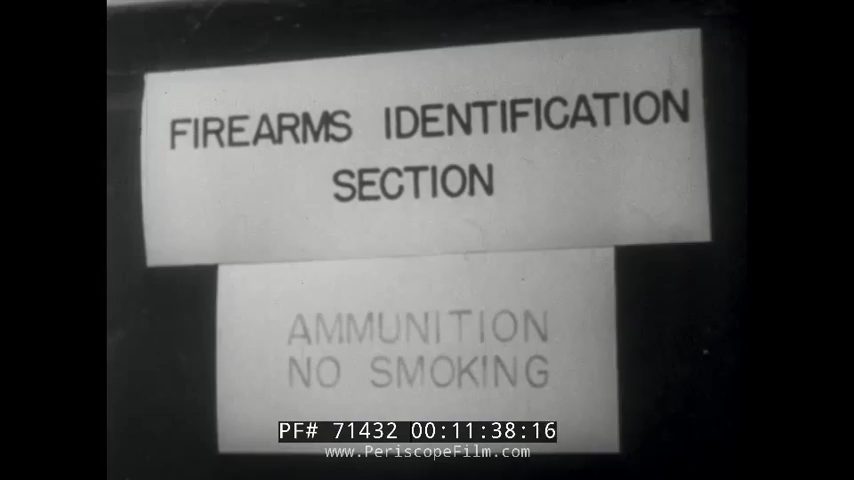 FIREARMS IDENTIFICATION
SECTION
AMMUNITION
NO SMOKING
PF# 71432 00:11:38:16
www.PeriscopeFilm.com